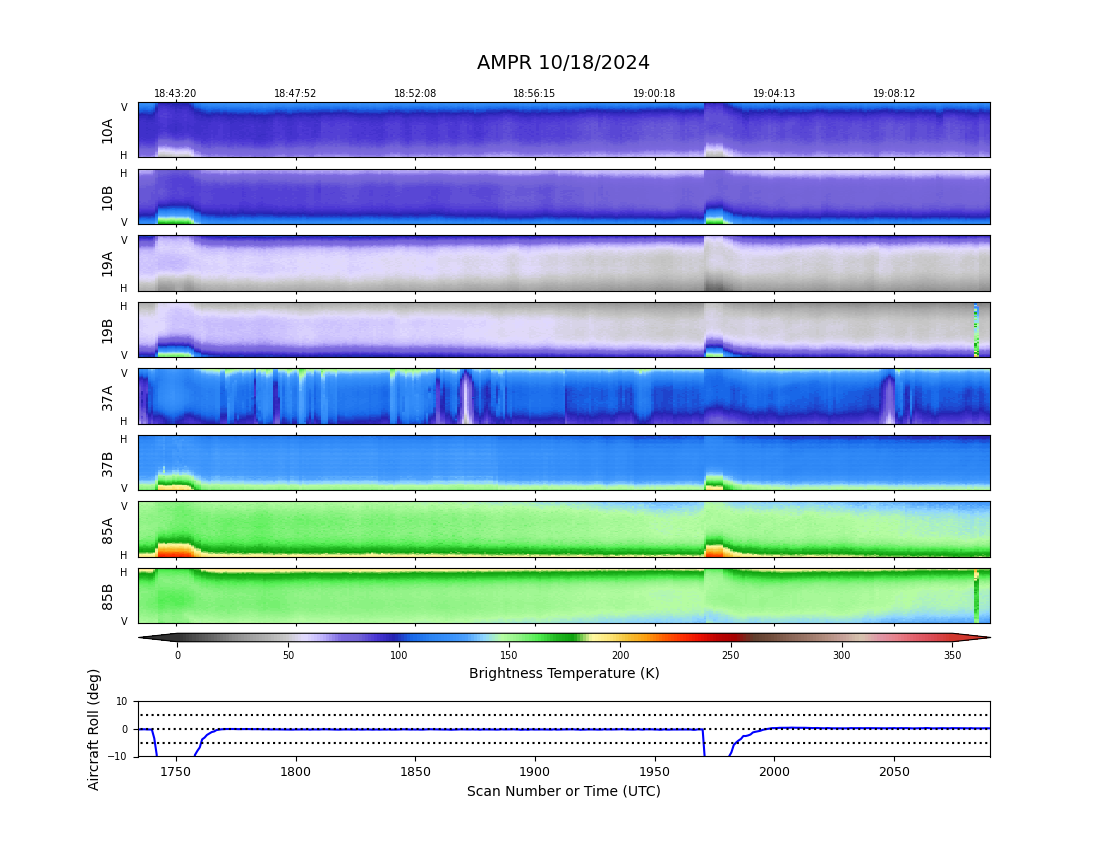 AMPR 10/18/2024
18:43:20 18:47:52 18:52:08 18:56:15 19:00:18 19:04:13 19:08:12
V
10A
H
H
10B
V
V
19A
H
H
19B
V
V
37A
H
H
37B
V
V
85A
H
H
85B
V
0 50 100 150 200 250 300 350
Brightness Temperature (K)
Aircraft Roll (deg)
10
0
−10
1750 1800 1850 1900 1950 2000 2050
Scan Number or Time (UTC)